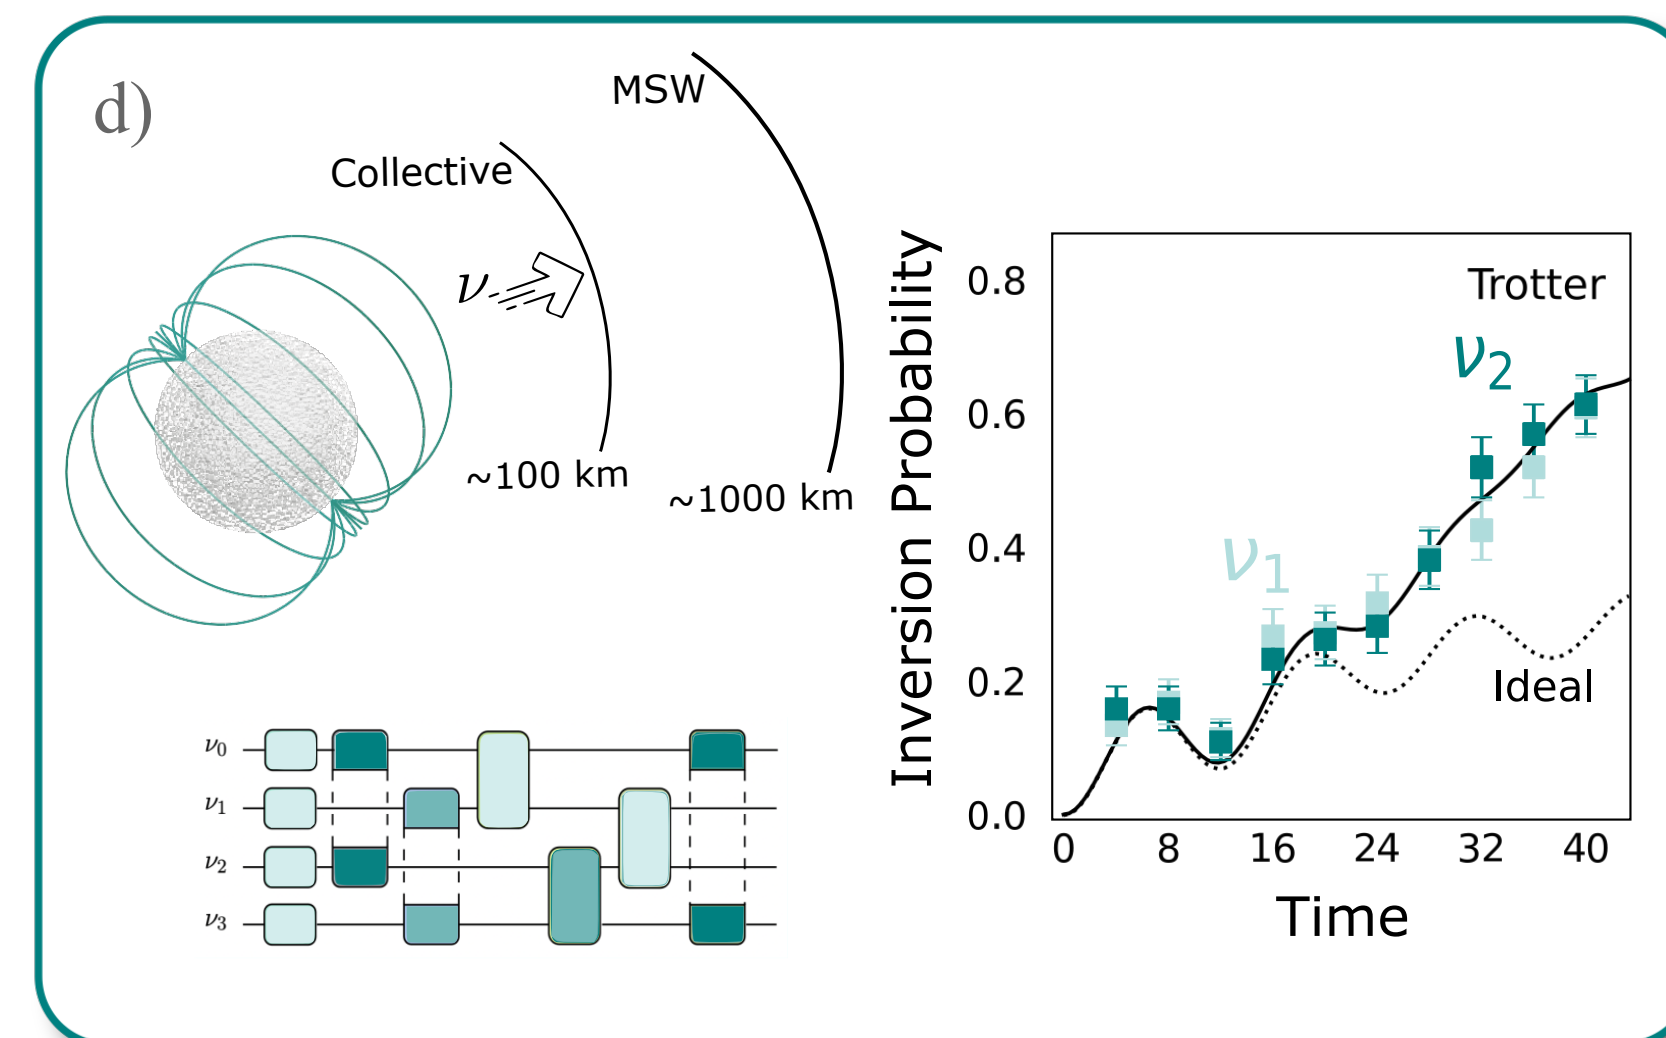 d)
MSW
Collective
ν
~100 km
~1000 km
ν0
ν1
ν2
ν3
Inversion Probability
0.8
0.6
0.4
0.2
0.0
Trotter
ν2
ν1
Ideal
0 8 16 24 32 40
Time